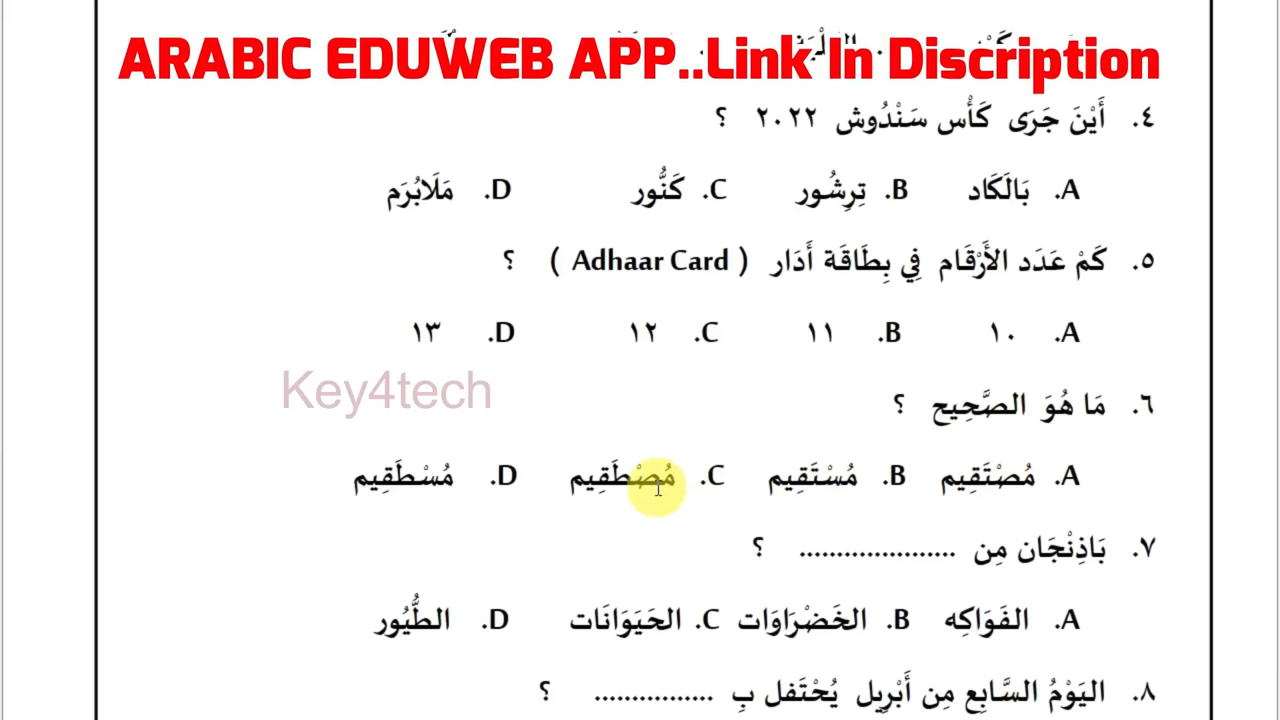 ARABIC EDUWEB APP..Link In Discription
٤. أَيْنَ جَرَى كَأْس سَنْدُوش ٢٠٢٢ ؟
A. بَالَكَاد B. تِرِشُور C. كَنُّور D. مَلَابُرَم
٥. كَمْ عَدَد الأَرْقَام فِي بِطَاقَة أَدَار ( Adhaar Card ) ؟
A. ١٠ B. ١١ C. ١٢ D. ١٣
Key4tech
٦. مَا هُوَ الصَّحِيح ؟
A. مُصْتَقِيم B. مُسْتَقِيم C. مُصْطَقِيم D. مُسْطَقِيم
٧. بَاذِنْجَان مِن ..................... ؟
A. الفَوَاكِه B. الخَضْرَاوَات C. الحَيَوَانَات D. الطُّيُور
٨. اليَوْمُ السَّابِع مِن أَبْرِيل يُحْتَفل بِ ................ ؟